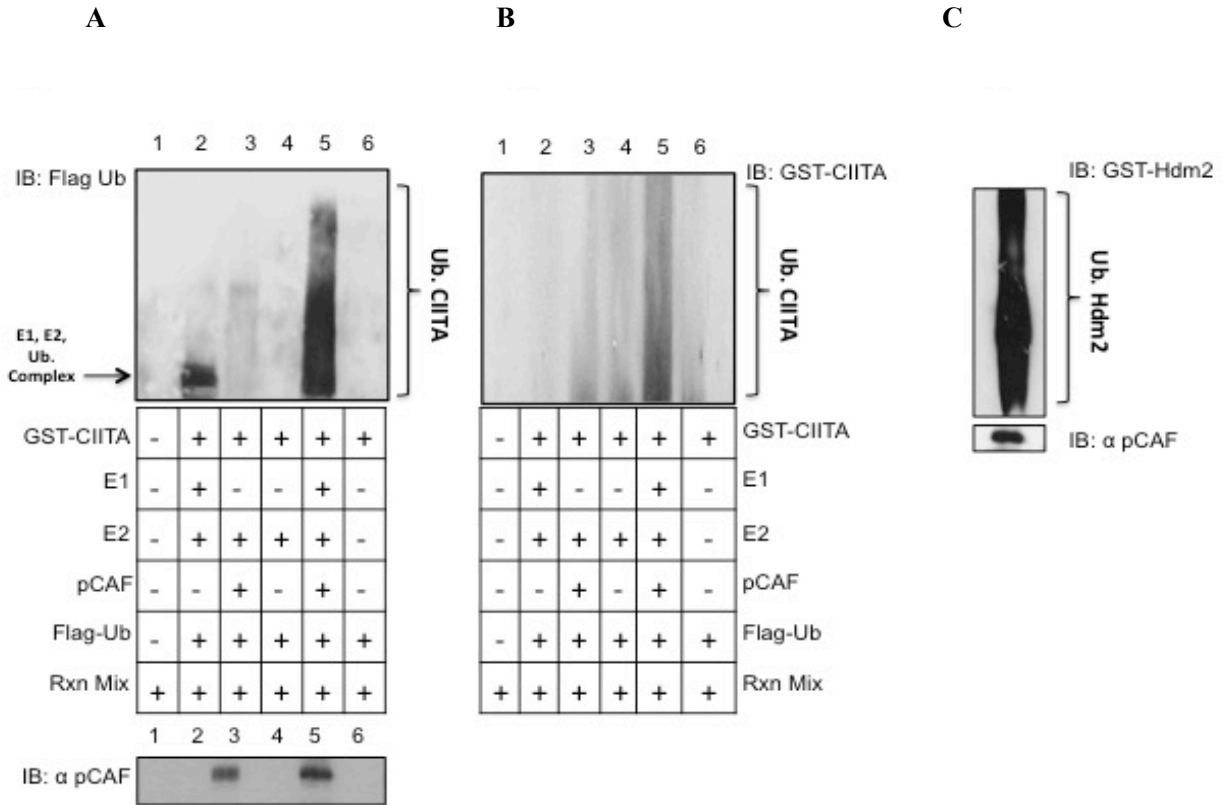 A B C
1 2 3 4 5 6
1 2 3 4 5 6
IB: Flag Ub
IB: GST-CIITA
IB: GST-Hdm2
Ub. CIITA
Ub. CIITA
Ub. Hdm2
E1, E2,
Ub.
Complex
IB: α pCAF
GST-CIITA - + + + + +
E1 - + - - + -
E2 - + + + + -
pCAF - - + - + -
Flag-Ub - + + + + +
Rxn Mix + + + + + +
- + + + + + GST-CIITA
- + - - + - E1
- + + + + - E2
- - + - + - pCAF
- + + + + + Flag-Ub
+ + + + + + Rxn Mix
1 2 3 4 5 6
IB: α pCAF